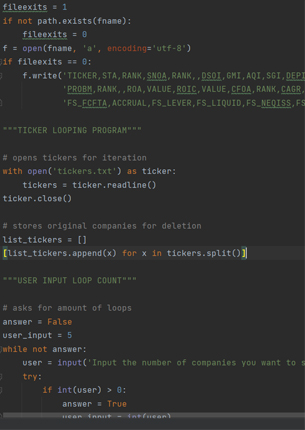 fileexits = 1
if not path.exists(fname):
    fileexits = 0
f = open(fname, 'a', encoding='utf-8')
if fileexits == 0:
    f.write('TICKER,STA,RANK,SNOA,RANK,,DSOI,GMI,AQI,SGI,DEPI
            'PROBM,RANK,,ROA,VALUE,ROIC,VALUE,CFOA,RANK,CAGR,
            'FS_FCFTA,ACCRUAL,FS_LEVER,FS_LIQUID,FS_NEQISS,FS
"""TICKER LOOPING PROGRAM"""
# opens tickers for iteration
with open('tickers.txt') as ticker:
    tickers = ticker.readline()
ticker.close()
# stores original companies for deletion
list_tickers = []
[list_tickers.append(x) for x in tickers.split()]
"""USER INPUT LOOP COUNT"""
# asks for amount of loops
answer = False
user_input = 5
while not answer:
    user = input('Input the number of companies you want to s
    try:
        if int(user) > 0:
            answer = True
            user_input = int(user)